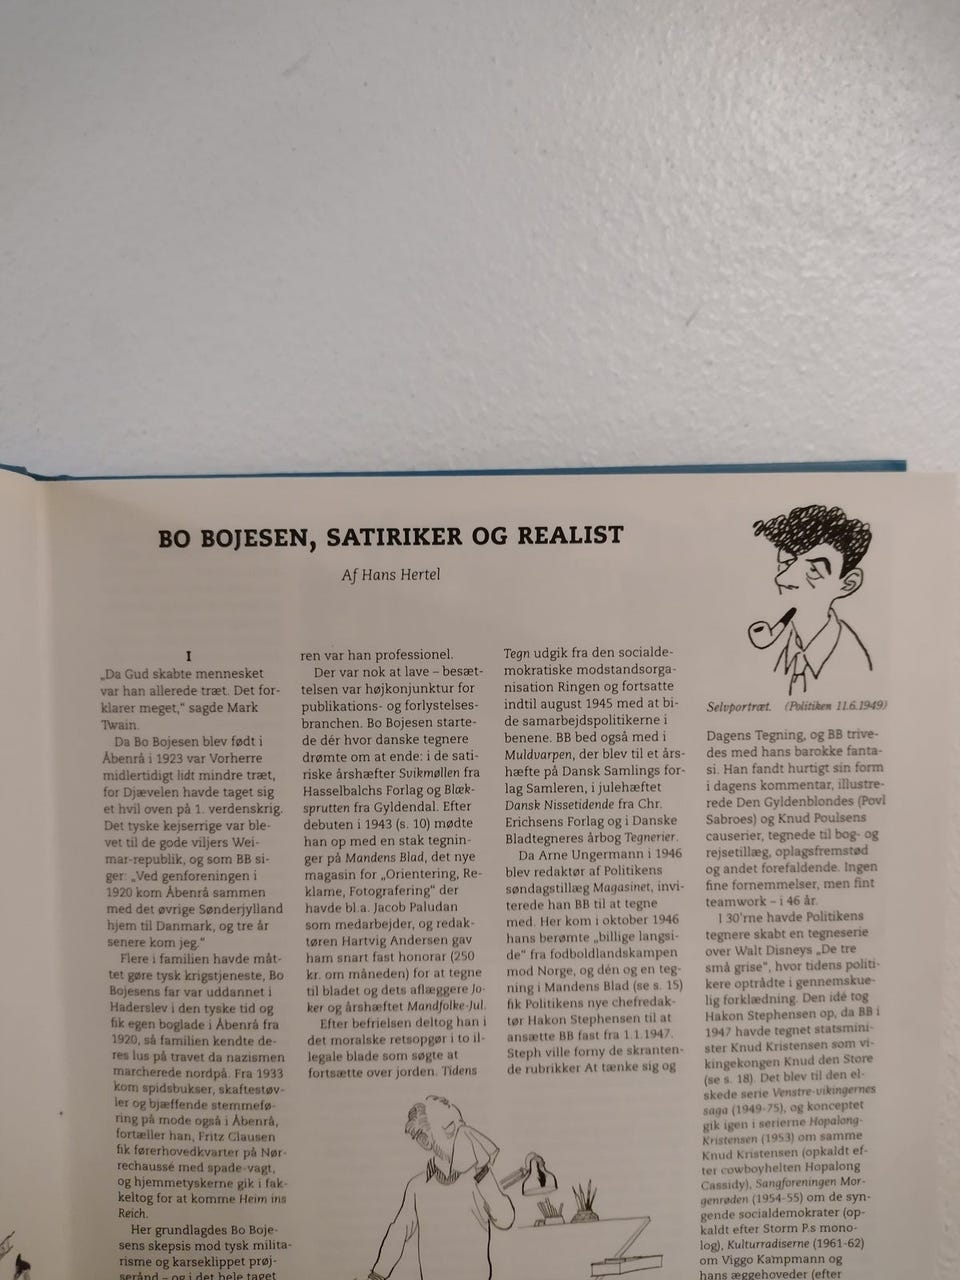 BO BOJESEN, SATIRIKER OG REALIST
Af Hans Hertel
I
„Da Gud skabte mennesket
var han allerede træt. Det for-
klarer meget,“ sagde Mark
Twain.
Da Bo Bojesen blev født i
Åbenrå i 1923 var Vorherre
midlertidigt lidt mindre træt,
for Djævelen havde taget sig
et hvil oven på 1. verdenskrig.
Det tyske kejserrige var ble-
vet til de gode viljers Wei-
mar-republik, og som BB si-
ger: „Ved genforeningen i
1920 kom Åbenrå sammen
med det øvrige Sønderjylland
hjem til Danmark, og tre år
senere kom jeg.“
Flere i familien havde måt-
tet gøre tysk krigstjeneste, Bo
Bojesens far var uddannet i
Haderslev i den tyske tid og
fik egen boglade i Åbenrå fra
1920, så familien kendte de-
res lus på travet da nazismen
marcherede nordpå. Fra 1933
kom spidsbukser, skaftestøv-
ler og bjæffende stemmefø-
ring på mode også i Åbenrå,
fortæller han, Fritz Clausen
fik førerhovedkvarter på Nør-
rechaussé med spade-vagt,
og hjemmetyskerne gik i fak-
keltog for at komme Heim ins
Reich.
Her grundlagdes Bo Boje-
sens skepsis mod tysk milita-
risme og karseklippet prøj-
serånd – og i det hele taget
ren var han professionel.
Der var nok at lave – besæt-
telsen var højkonjunktur for
publikations- og forlystelses-
branchen. Bo Bojesen starte-
de dér hvor danske tegnere
drømte om at ende: i de sati-
riske årshæfter Svikmøllen fra
Hasselbalchs Forlag og Blæk-
sprutten fra Gyldendal. Efter
debuten i 1943 (s. 10) mødte
han op med en stak tegnin-
ger på Mandens Blad, det nye
magasin for „Orientering, Re-
klame, Fotografering“ der
havde bl.a. Jacob Paludan
som medarbejder, og redak-
tøren Hartvig Andersen gav
ham snart fast honorar (250
kr. om måneden) for at tegne
til bladet og dets aflæggere Jo-
ker og årshæftet Mandfolke-Jul.
Efter befrielsen deltog han i
det moralske retsopgør i to il-
legale blade som søgte at
fortsætte over jorden. Tidens
Tegn udgik fra den socialde-
mokratiske modstandsorga-
nisation Ringen og fortsatte
indtil august 1945 med at bi-
de samarbejdspolitikerne i
benene. BB bed også med i
Muldvarpen, der blev til et års-
hæfte på Dansk Samlings for-
lag Samleren, i julehæftet
Dansk Nissetidende fra Chr.
Erichsens Forlag og i Danske
Bladtegneres årbog Tegnerier.
Da Arne Ungermann i 1946
blev redaktør af Politikens
søndagstillæg Magasinet, invi-
terede han BB til at tegne
med. Her kom i oktober 1946
hans berømte „billige langsi-
de“ fra fodboldlandskampen
mod Norge, og dén og en teg-
ning i Mandens Blad (se s. 15)
fik Politikens nye chefredak-
tør Hakon Stephensen til at
ansætte BB fast fra 1.1.1947.
Steph ville forny de skranten-
de rubrikker At tænke sig og
Selvportræt. (Politiken 11.6.1949)
Dagens Tegning, og BB trive-
des med hans barokke fanta-
si. Han fandt hurtigt sin form
i dagens kommentar, illustre-
rede Den Gyldenblondes (Povl
Sabroes) og Knud Poulsens
causerier, tegnede til bog- og
rejsetillæg, oplagsfremstød
og andet forefaldende. Ingen
fine fornemmelser, men fint
teamwork – i 46 år.
I 30'rne havde Politikens
tegnere skabt en tegneserie
over Walt Disneys „De tre
små grise“, hvor tidens politi-
kere optrådte i gennemskue-
lig forklædning. Den idé tog
Hakon Stephensen op, da BB i
1947 havde tegnet statsmini-
ster Knud Kristensen som vi-
kingekongen Knud den Store
(se s. 18). Det blev til den el-
skede serie Venstre-vikingernes
saga (1949-75), og konceptet
gik igen i serierne Hopalong-
Kristensen (1953) om samme
Knud Kristensen (opkaldt ef-
ter cowboyhelten Hopalong
Cassidy), Sangforeningen Mor-
genrøden (1954-55) om de syn-
gende socialdemokrater (op-
kaldt efter Storm P.s mono-
log), Kulturradiserne (1961-62)
om Viggo Kampmann og
hans æggehoveder (efter